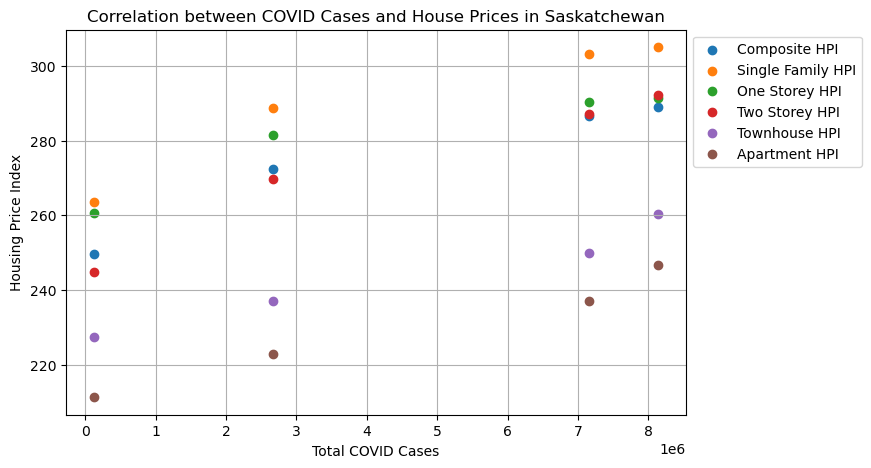 Correlation between COVID Cases and House Prices in Saskatchewan
Composite HPI
Single Family HPI
One Storey HPI
Two Storey HPI
Townhouse HPI
Apartment HPI
Housing Price Index
300
280
260
240
220
0 1 2 3 4 5 6 7 8
1e6
Total COVID Cases